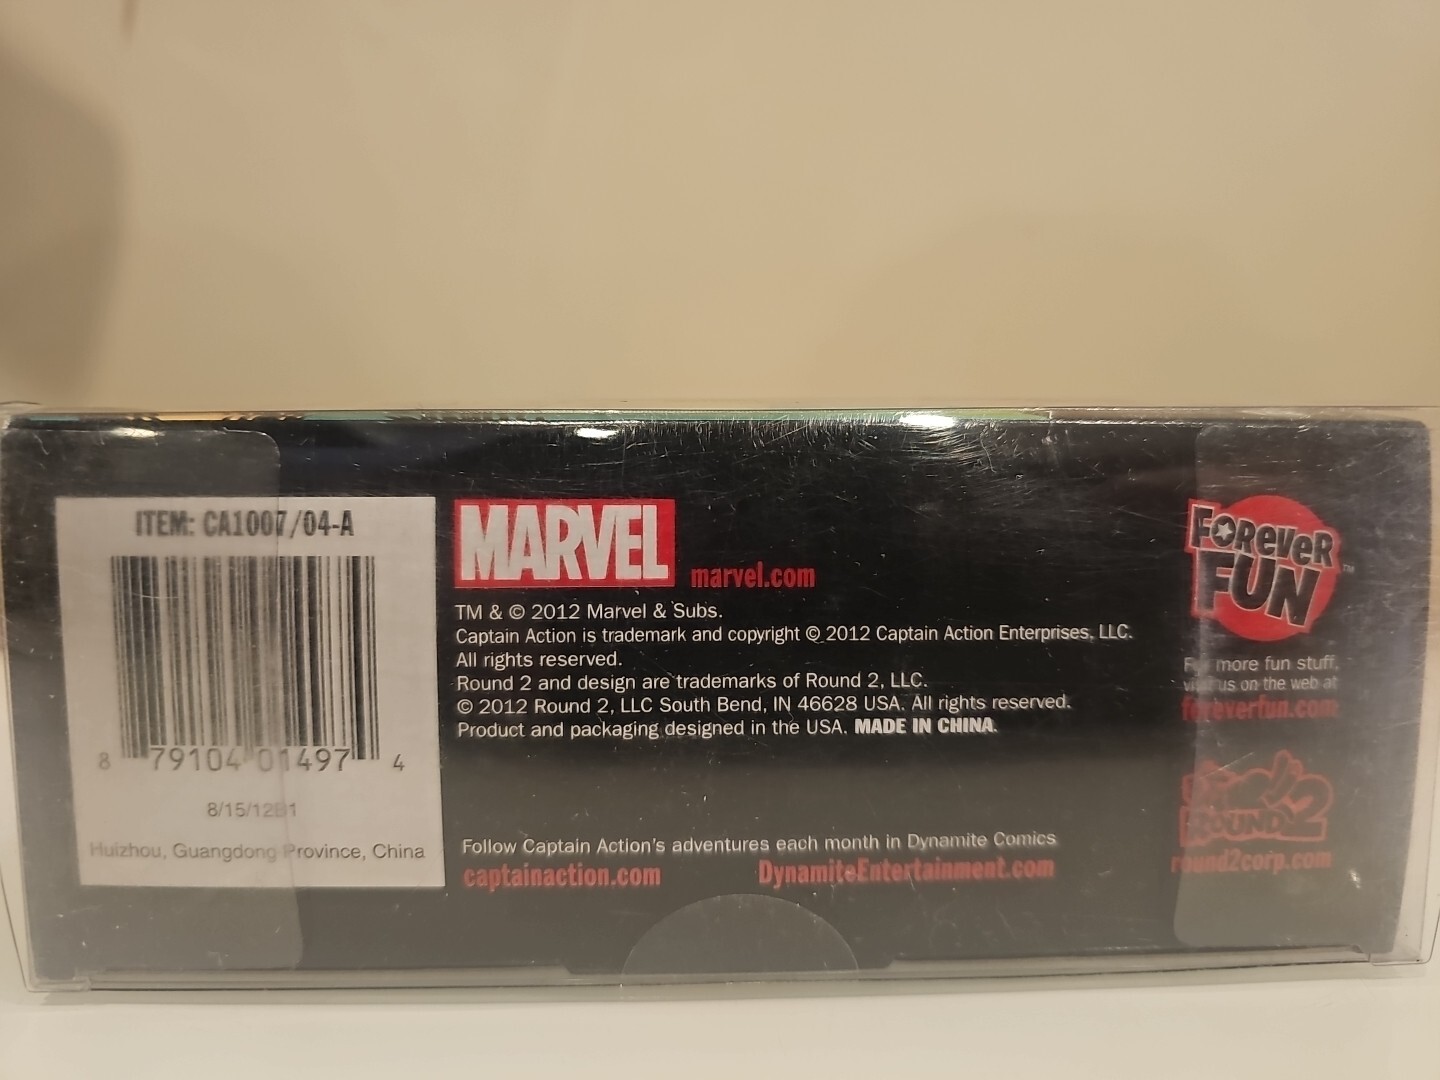 ITEM: CA1007/04-A
8 79104 01497 4
8/15/12
Huizhou, Guangdong Province, China
MARVEL
marvel.com
TM & © 2012 Marvel & Subs.
Captain Action is trademark and copyright © 2012 Captain Action Enterprises, LLC.
All rights reserved.
Round 2 and design are trademarks of Round 2, LLC.
© 2012 Round 2, LLC South Bend, IN 46628 USA. All rights reserved.
Product and packaging designed in the USA. MADE IN CHINA.
Follow Captain Action's adventures each month in Dynamite Comics
captainaction.com DynamiteEntertainment.com
FOREVER
FUN™
For more fun stuff,
visit us on the web at
foreverfun.com
ROUND 2
round2corp.com